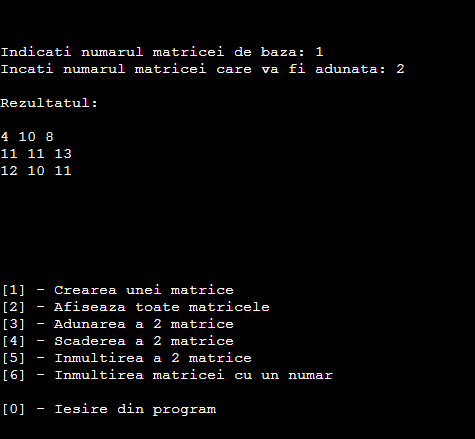 Indicati numarul matricei de baza: 1
Incati numarul matricei care va fi adunata: 2
Rezultatul:
4 10 8
11 11 13
12 10 11
[1] - Crearea unei matrice
[2] - Afiseaza toate matricele
[3] - Adunarea a 2 matrice
[4] - Scaderea a 2 matrice
[5] - Inmultirea a 2 matrice
[6] - Inmultirea matricei cu un numar
[0] - Iesire din program